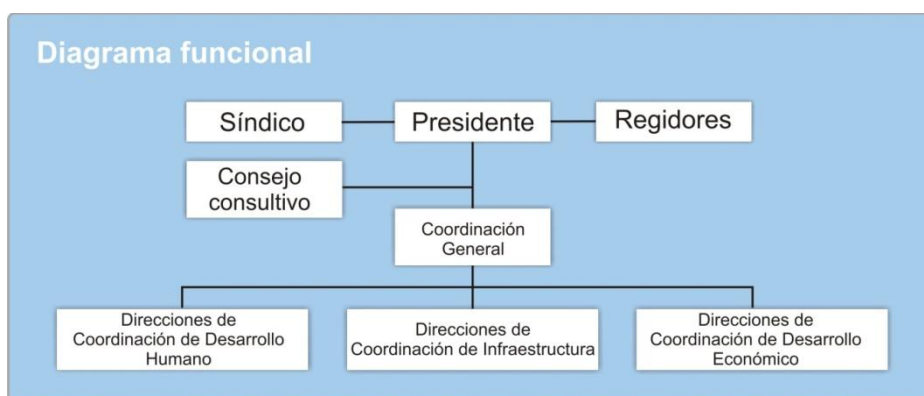 Diagrama funcional
Síndico
Presidente
Regidores
Consejo
consultivo
Coordinación
General
Direcciones de
Coordinación de Desarrollo
Humano
Direcciones de
Coordinación de Infraestructura
Direcciones de
Coordinación de Desarrollo
Económico